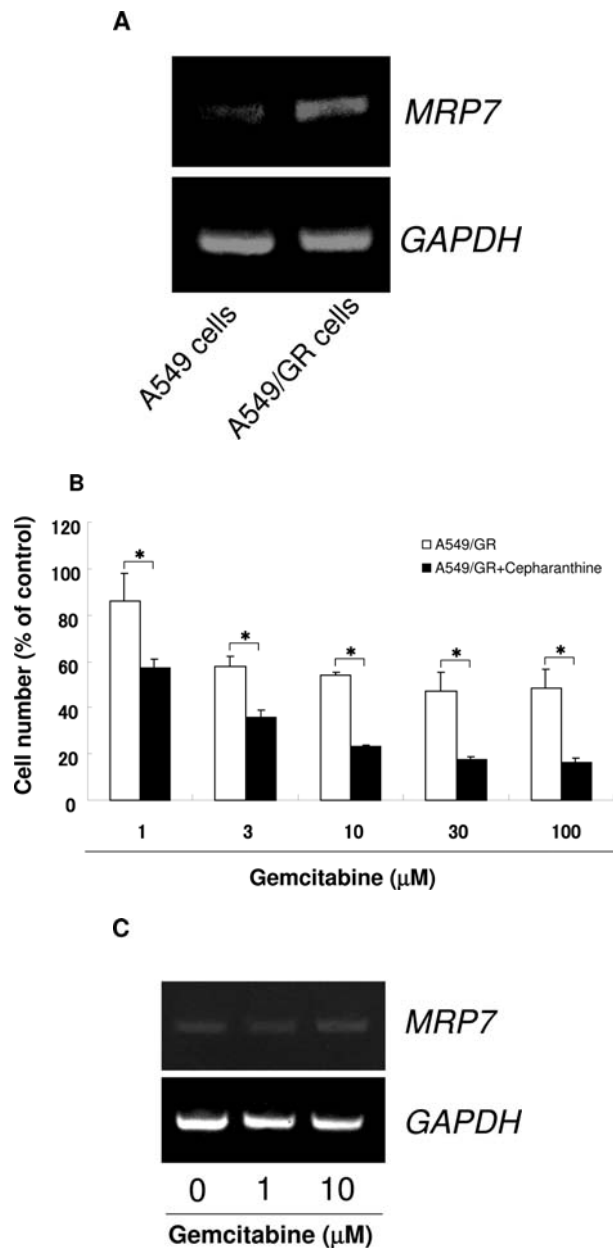 A
MRP7
GAPDH
A549 cells
A549/GR cells
B
Cell number (% of control)
120
100
80
60
40
20
0
A549/GR
A549/GR+Cepharanthine
*
*
*
*
*
1 3 10 30 100
Gemcitabine (μM)
C
MRP7
GAPDH
0 1 10
Gemcitabine (μM)